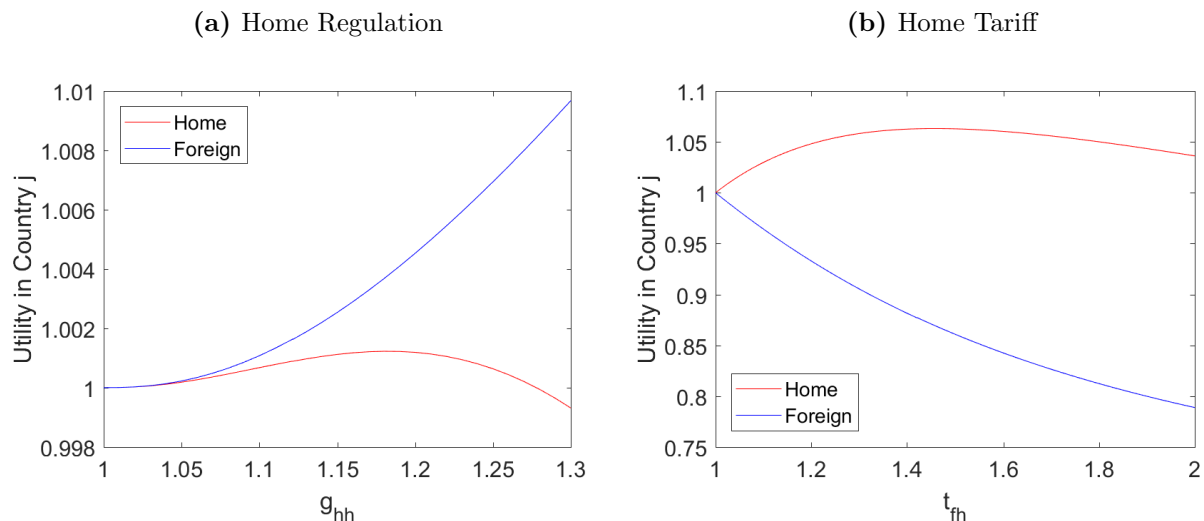 (a) Home Regulation
1.01
1.008
1.006
1.004
1.002
1
0.998
Utility in Country j
Home
Foreign
1
1.05
1.1
1.15
1.2
1.25
1.3
g_hh
(b) Home Tariff
1.1
1.05
1
0.95
0.9
0.85
0.8
0.75
Utility in Country j
Home
Foreign
1
1.2
1.4
1.6
1.8
2
t_fh